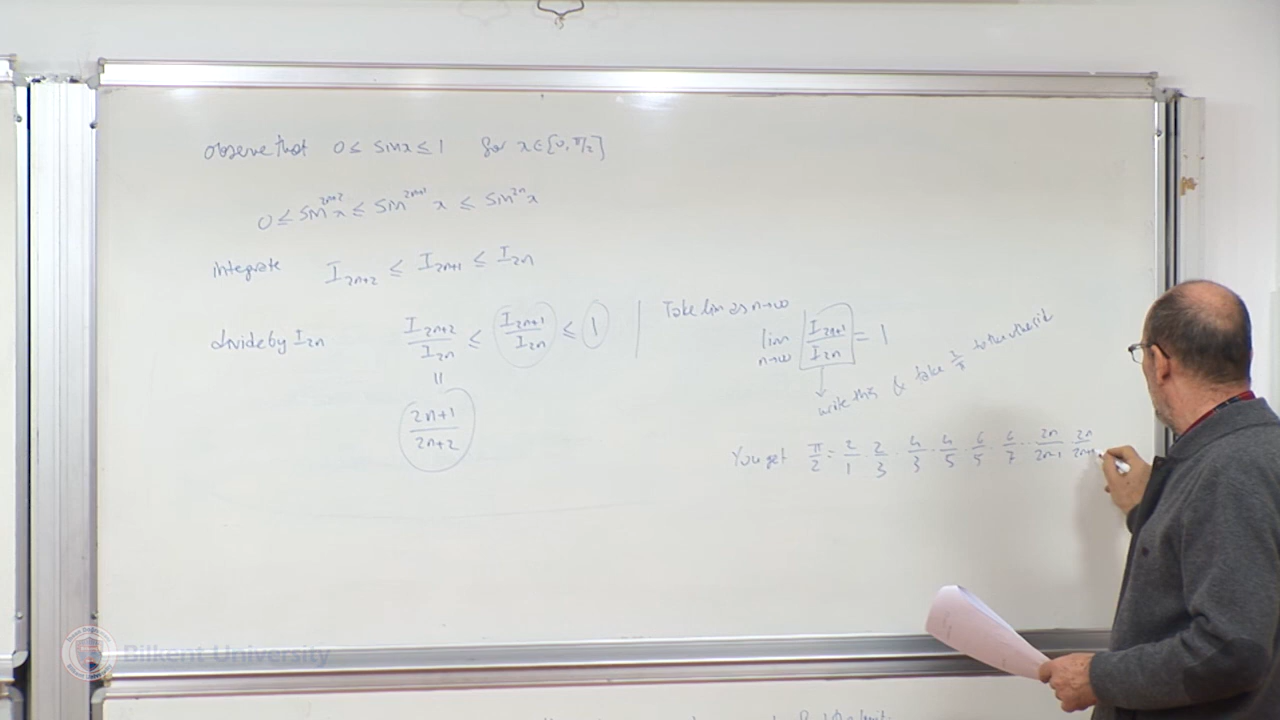 observe that 0 ≤ sinx ≤ 1 for x∈[0, π/2]
0 ≤ sin^{2n+2} x ≤ sin^{2n+1} x ≤ sin^{2n} x
integrate I_{2n+2} ≤ I_{2n+1} ≤ I_{2n}
divide by I_{2n} I_{2n+2}/I_{2n} ≤ I_{2n+1}/I_{2n} ≤ 1
=
2n+1/2n+2
Take lim as n→∞
lim n→∞ I_{2n+1}/I_{2n} = 1
write this & take 2/π to the other side
You get π/2 = 2/1 · 2/3 · 4/3 · 4/5 · 6/5 · 6/7 ·· 2n/2n-1 · 2n/2n+1
Bilkent University